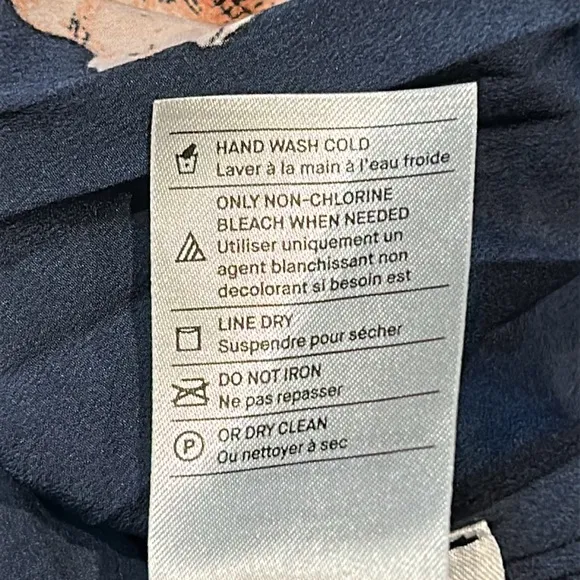 HAND WASH COLD
Laver à la main à l'eau froide
ONLY NON-CHLORINE
BLEACH WHEN NEEDED
Utiliser uniquement un
agent blanchissant non
decolorant si besoin est
LINE DRY
Suspendre pour sécher
DO NOT IRON
Ne pas repasser
P
OR DRY CLEAN
Ou nettoyer à sec